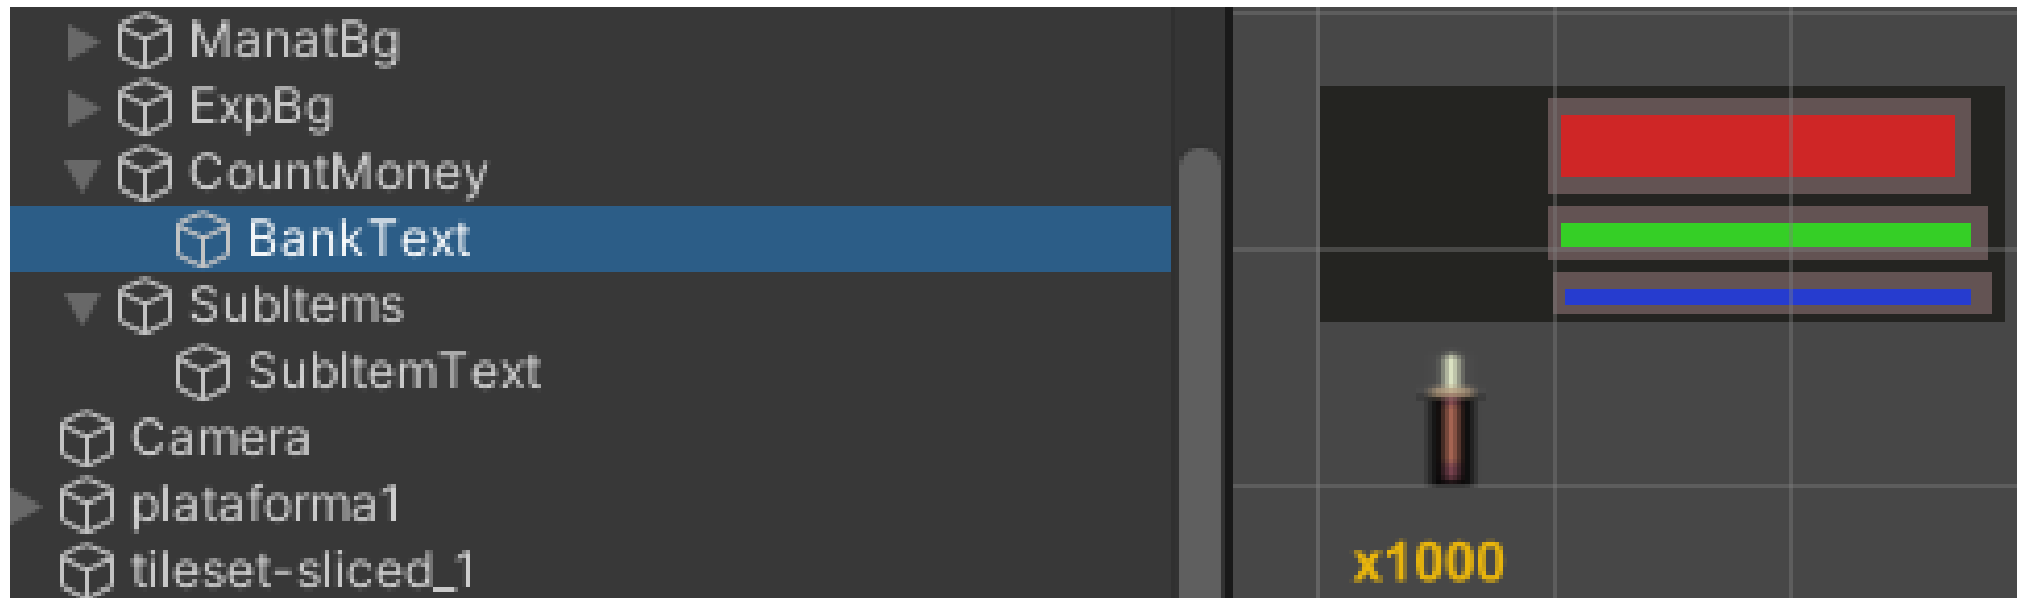 ManatBg
ExpBg
CountMoney
BankText
SubItems
SubItemText
Camera
plataforma1
tileset-sliced_1
x1000